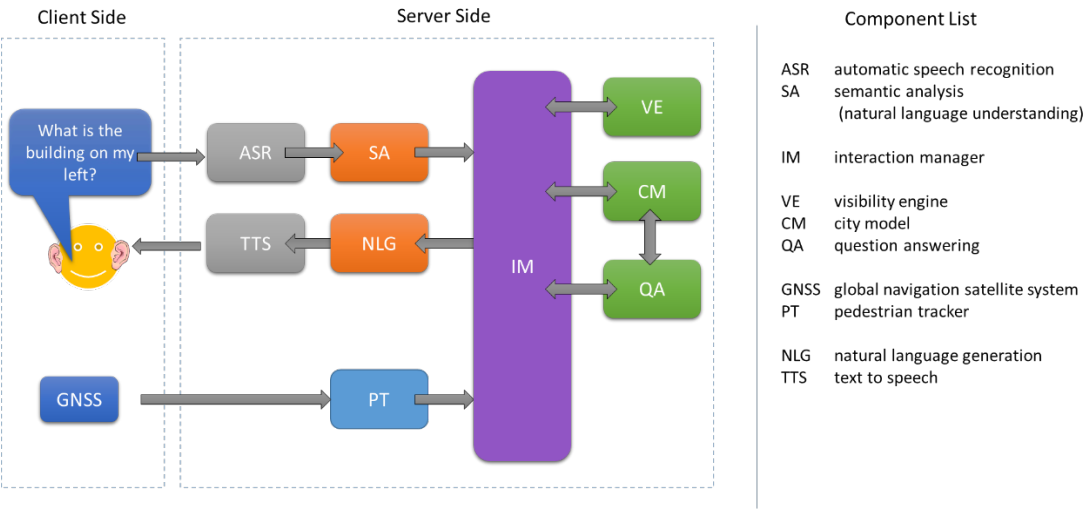 Client Side
Server Side
Component List
What is the
building on my
left?
ASR
SA
TTS
NLG
IM
VE
CM
QA
GNSS
PT
ASR automatic speech recognition
SA semantic analysis
(natural language understanding)
IM interaction manager
VE visibility engine
CM city model
QA question answering
GNSS global navigation satellite system
PT pedestrian tracker
NLG natural language generation
TTS text to speech